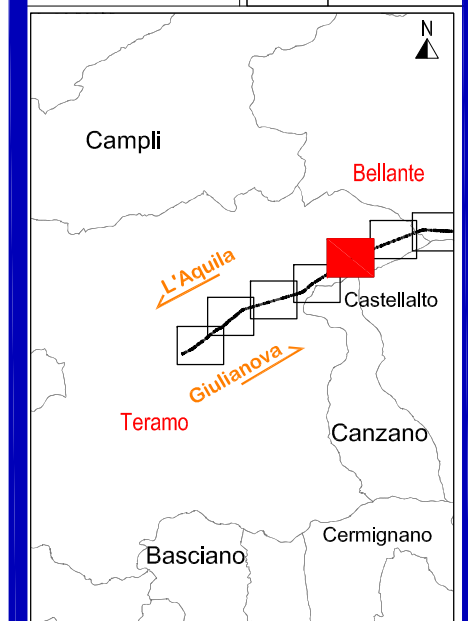 N
Campli
Bellante
L'Aquila
Castellalto
Giulianova
Teramo
Canzano
Cermignano
Basciano